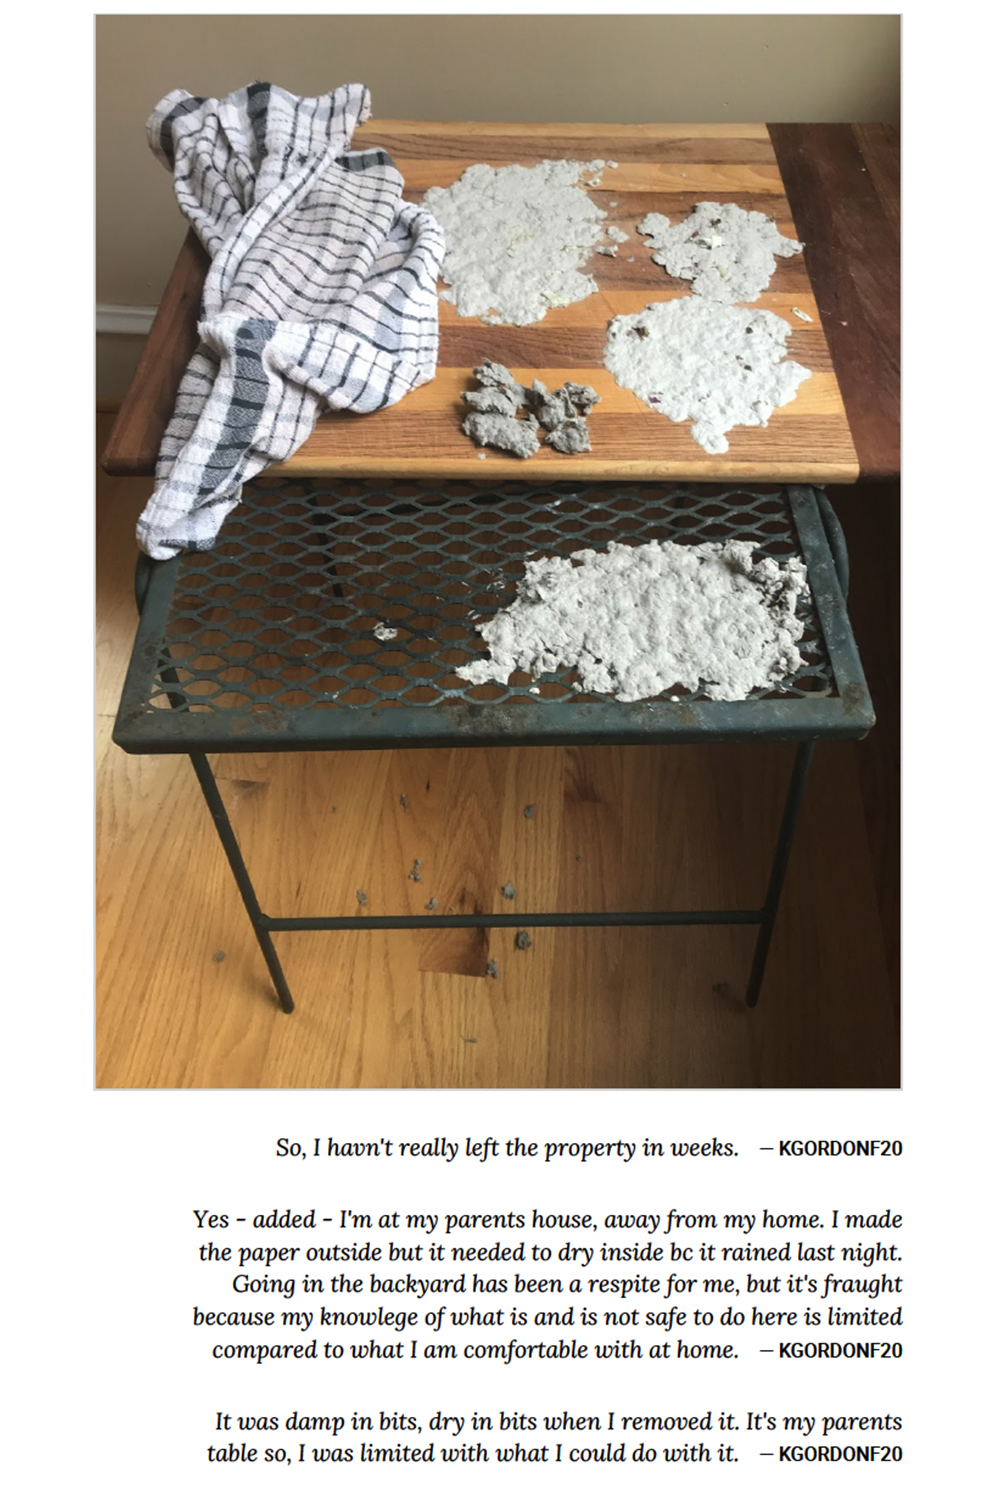 So, I havn't really left the property in weeks. — KGORDONF20
Yes - added - I'm at my parents house, away from my home. I made
the paper outside but it needed to dry inside bc it rained last night.
Going in the backyard has been a respite for me, but it's fraught
because my knowlege of what is and is not safe to do here is limited
compared to what I am comfortable with at home. — KGORDONF20
It was damp in bits, dry in bits when I removed it. It's my parents
table so, I was limited with what I could do with it. — KGORDONF20